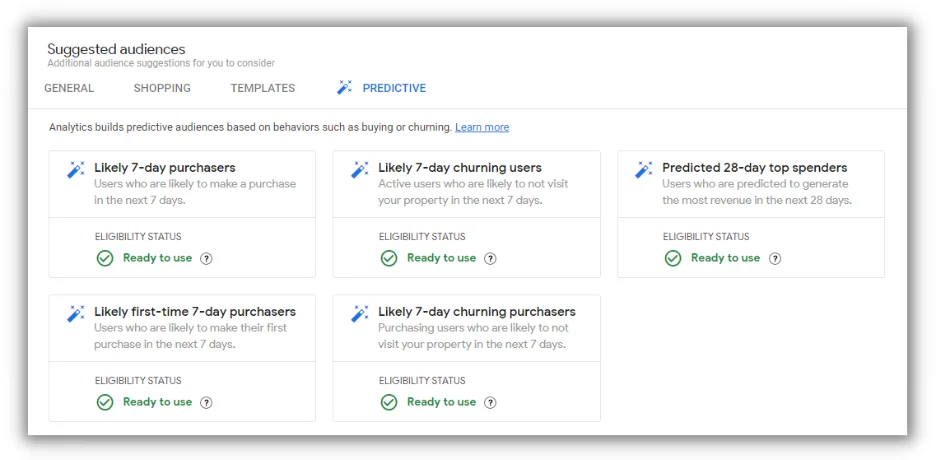 Suggested audiences
Additional audience suggestions for you to consider
GENERAL SHOPPING TEMPLATES PREDICTIVE
Analytics builds predictive audiences based on behaviors such as buying or churning. Learn more
Likely 7-day purchasers
Users who are likely to make a purchase
in the next 7 days.
ELIGIBILITY STATUS
Ready to use ?
Likely 7-day churning users
Active users who are likely to not visit
your property in the next 7 days.
ELIGIBILITY STATUS
Ready to use ?
Predicted 28-day top spenders
Users who are predicted to generate
the most revenue in the next 28 days.
ELIGIBILITY STATUS
Ready to use ?
Likely first-time 7-day purchasers
Users who are likely to make their first
purchase in the next 7 days.
ELIGIBILITY STATUS
Ready to use ?
Likely 7-day churning purchasers
Purchasing users who are likely to not
visit your property in the next 7 days.
ELIGIBILITY STATUS
Ready to use ?